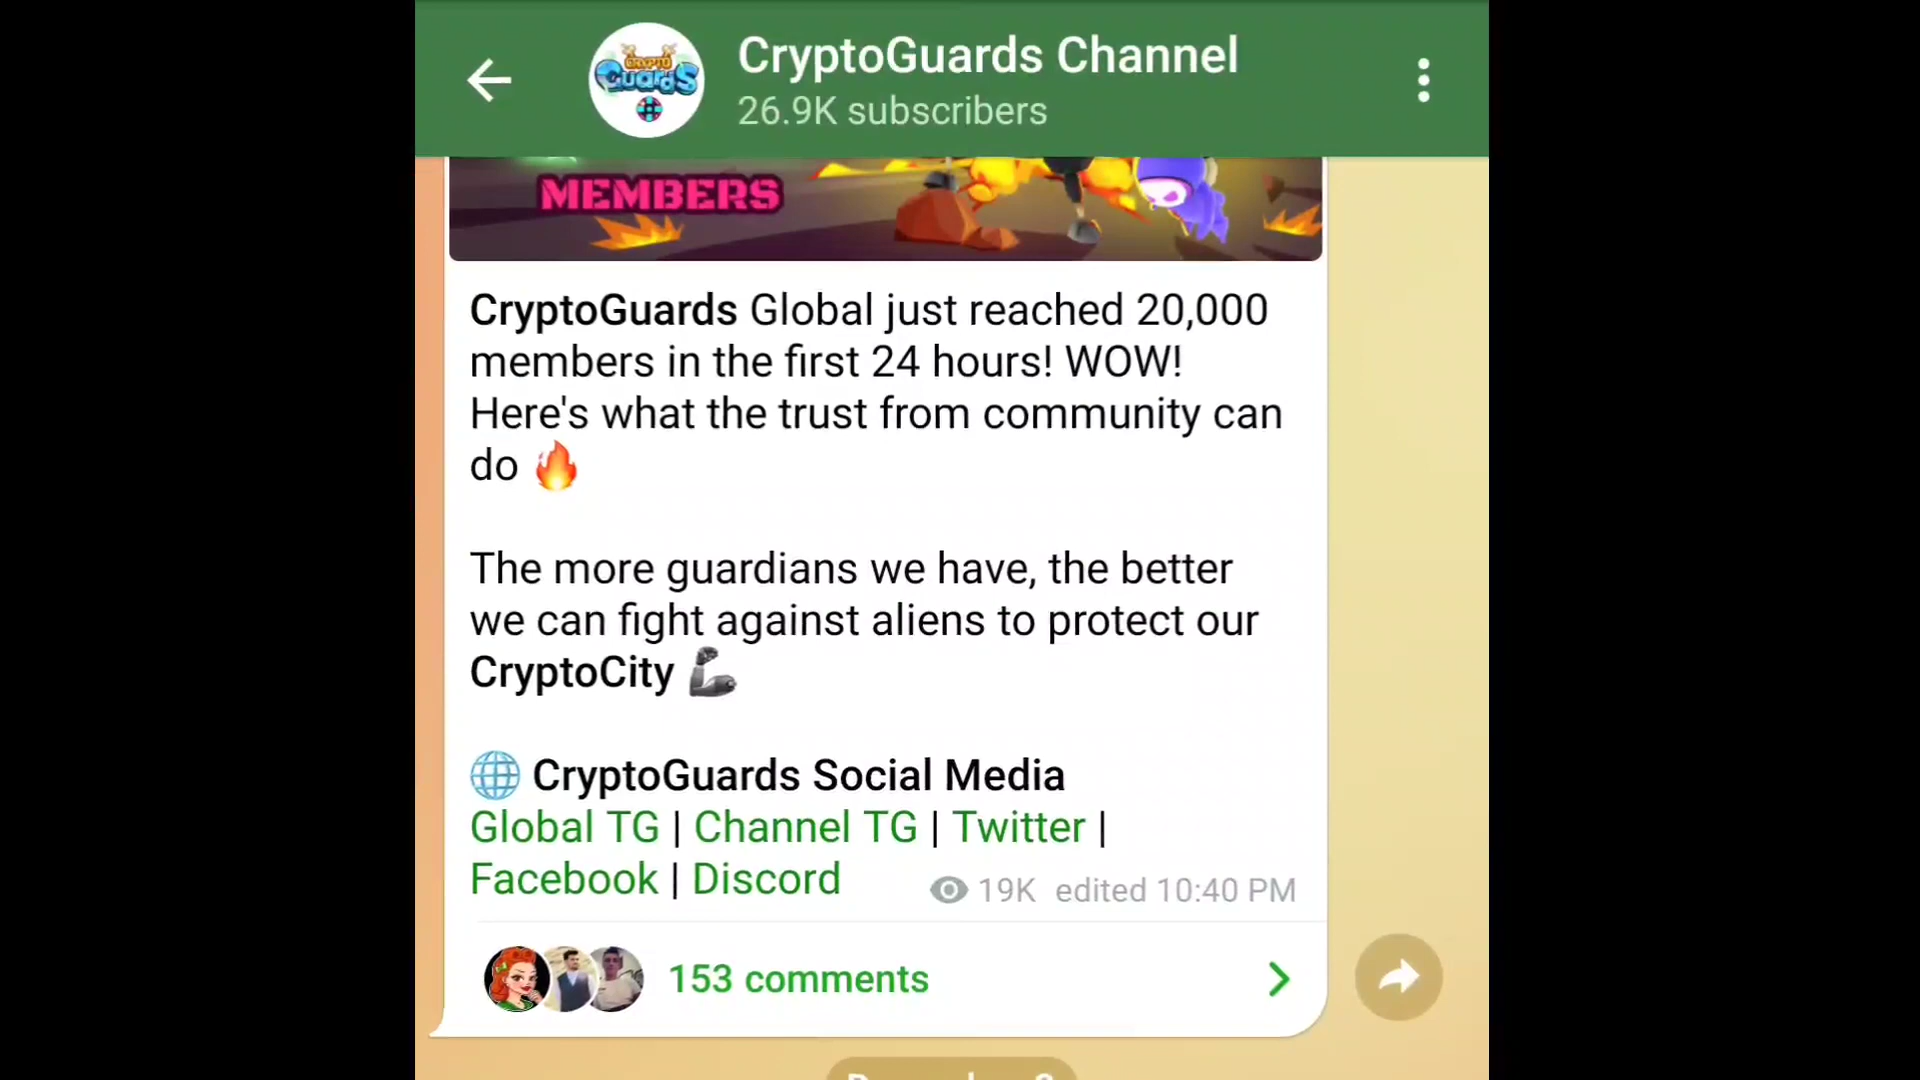 CryptoGuards Channel
26.9K subscribers
Guards
MEMBERS
CryptoGuards Global just reached 20,000
members in the first 24 hours! WOW!
Here's what the trust from community can
do 🔥
The more guardians we have, the better
we can fight against aliens to protect our
CryptoCity 🦾
🌐 CryptoGuards Social Media
Global TG | Channel TG | Twitter |
Facebook | Discord
19K edited 10:40 PM
153 comments